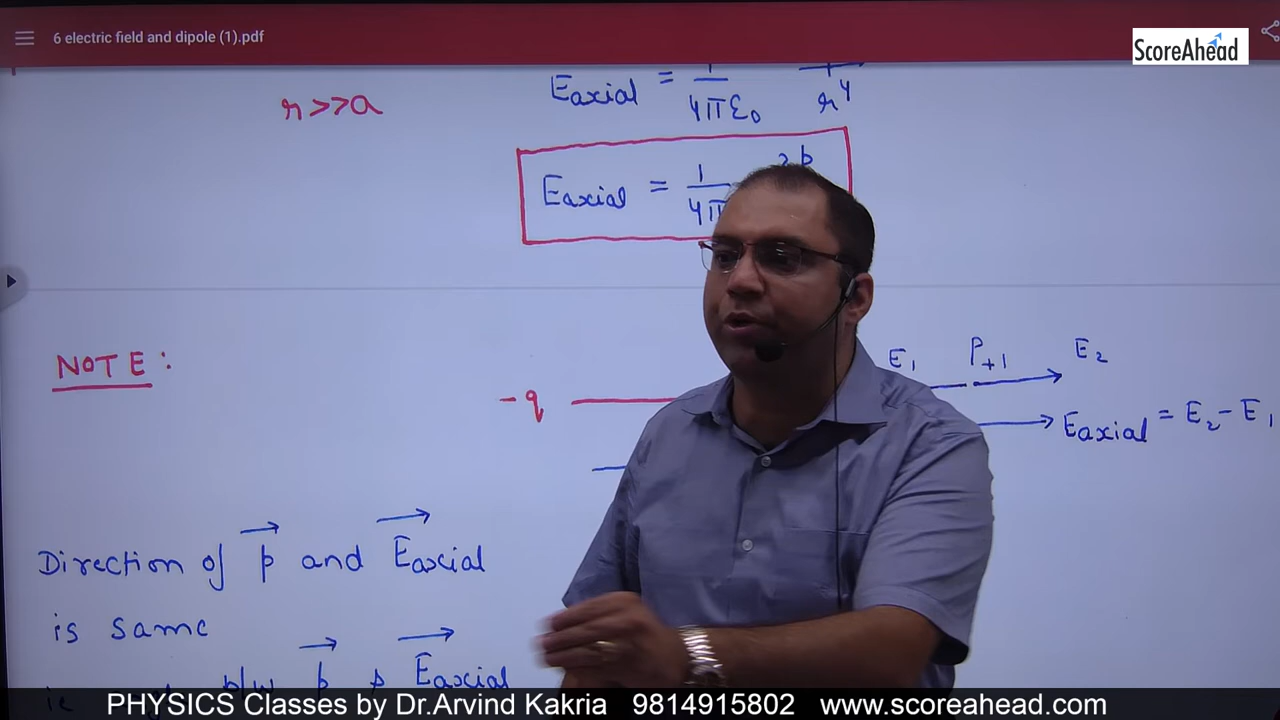 6 electric field and dipole (1).pdf
ScoreAhead
r>>a
Eaxial = 1/4πε₀ r⁴
Eaxial = 1/4π 2p
NOTE :
-q
E₁ P+1 E₂
Eaxial = E₂ - E₁
Direction of p⃗ and E⃗axial
is same
b/w p⃗ & E⃗axial
PHYSICS Classes by Dr.Arvind Kakria 9814915802 www.scoreahead.com